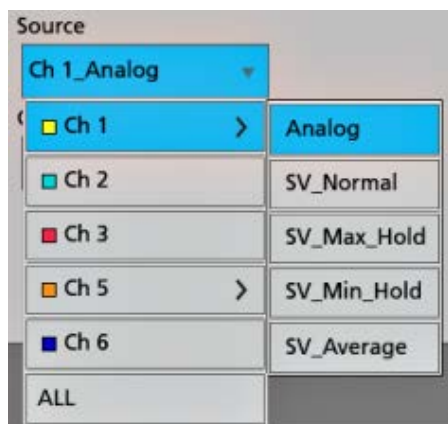 Source
Ch 1_Analog
Ch 1
Analog
Ch 2
SV_Normal
Ch 3
SV_Max_Hold
Ch 5
SV_Min_Hold
Ch 6
SV_Average
ALL